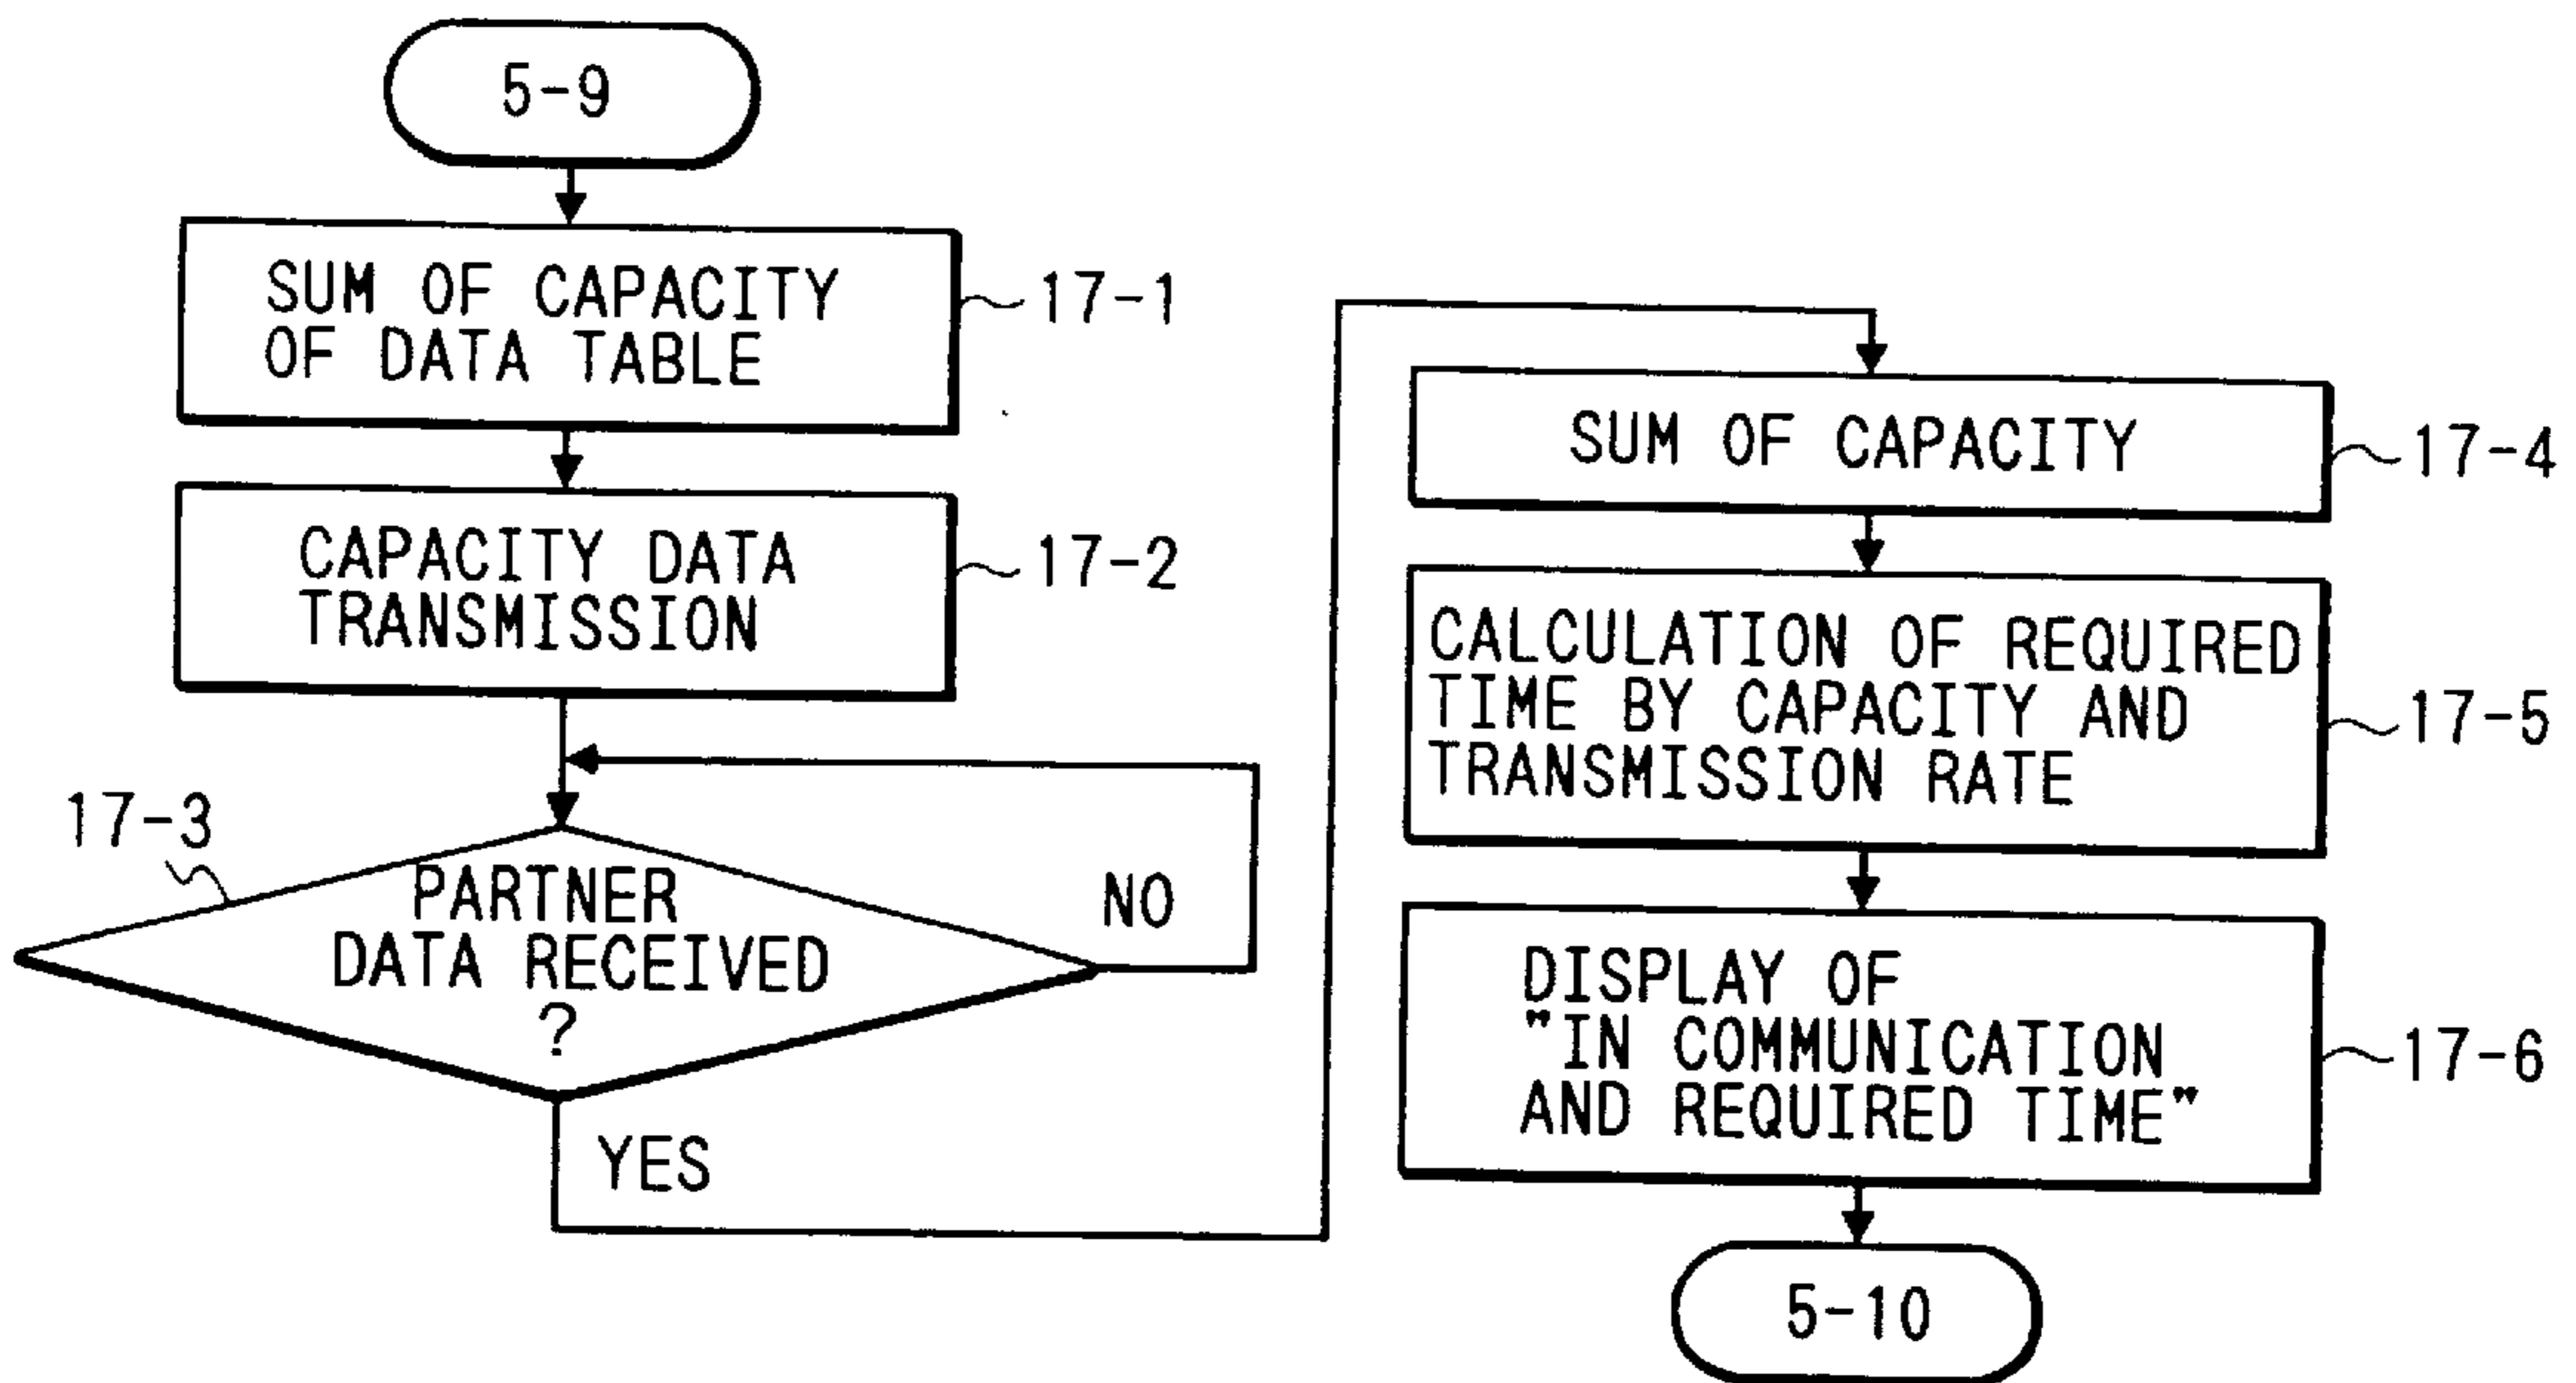 5-9
SUM OF CAPACITY
OF DATA TABLE
17-1
CAPACITY DATA
TRANSMISSION
17-2
17-3
PARTNER
DATA RECEIVED
?
NO
YES
SUM OF CAPACITY
17-4
CALCULATION OF REQUIRED
TIME BY CAPACITY AND
TRANSMISSION RATE
17-5
DISPLAY OF
"IN COMMUNICATION
AND REQUIRED TIME"
17-6
5-10